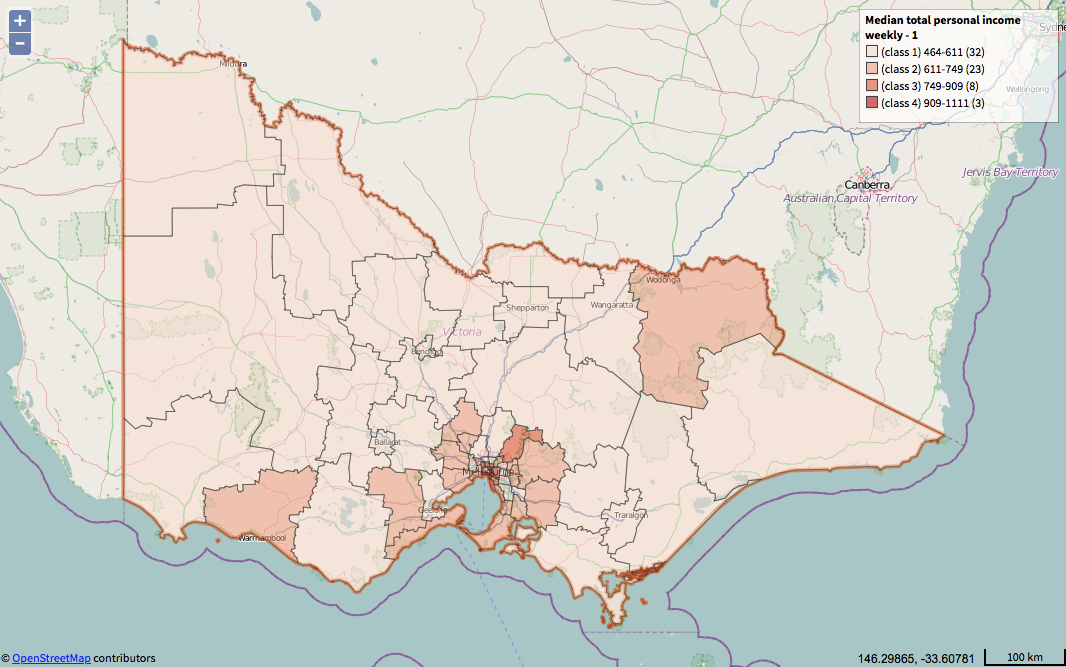 +
−
Median total personal income
weekly - 1
(class 1) 464-611 (32)
(class 2) 611-749 (23)
(class 3) 749-909 (8)
(class 4) 909-1111 (3)
Sydne
Mildura
Wollongong
Jervis Bay Territory
Canberra
Australian Capital Territory
Wodonga
Wangaratta
Shepparton
Victoria
Bendigo
Ballarat
Melbourne
Geelong
Traralgon
Warrnambool
© OpenStreetMap contributors
146.29865, -33.60781
100 km